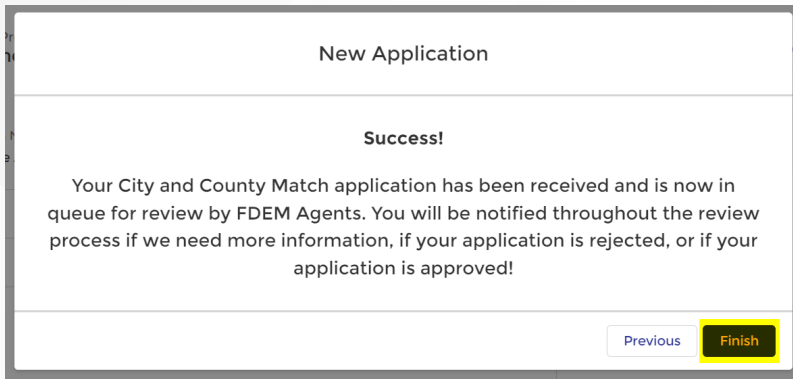 New Application
Success!
Your City and County Match application has been received and is now in
queue for review by FDEM Agents. You will be notified throughout the review
process if we need more information, if your application is rejected, or if your
application is approved!
Previous
Finish